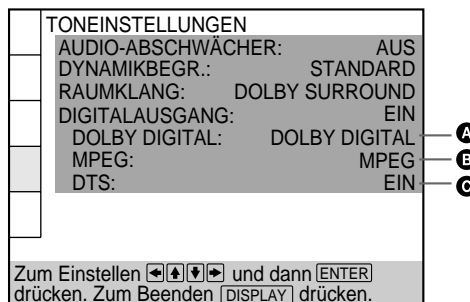 TONEINSTELLUNGEN
AUDIO-ABSCHWÄCHER: AUS
DYNAMIKBEGR.: STANDARD
RAUMKLANG: DOLBY SURROUND
DIGITALAUSGANG: EIN
DOLBY DIGITAL: DOLBY DIGITAL A
MPEG: MPEG B
DTS: EIN C
Zum Einstellen ←↑↓→ und dann ENTER
drücken. Zum Beenden DISPLAY drücken.